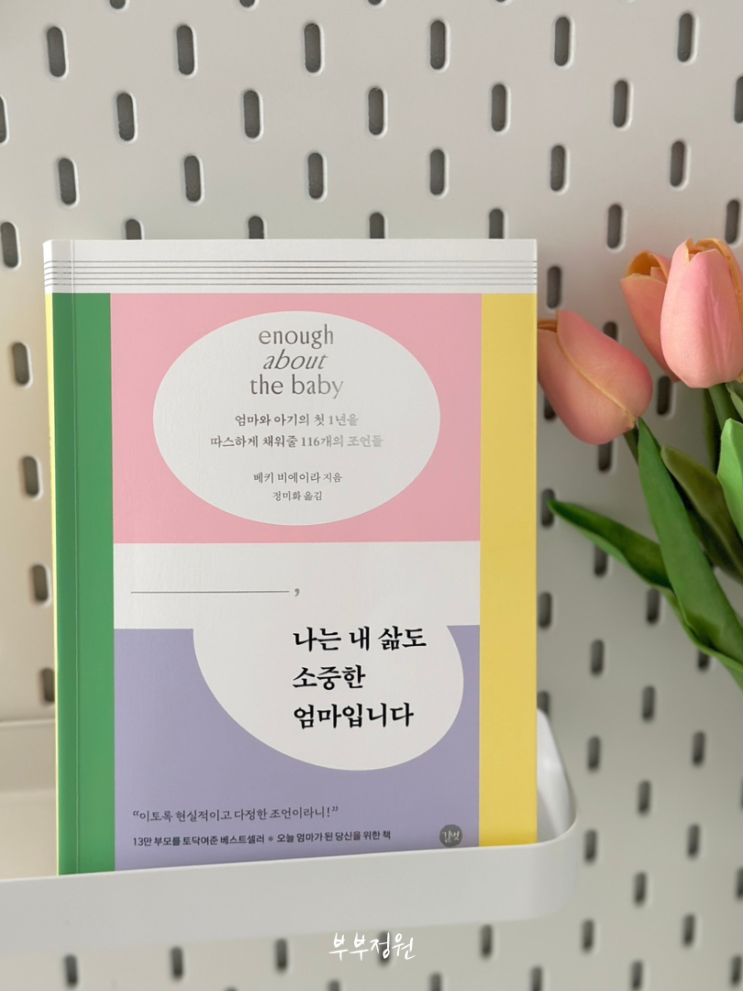 enough
about
the baby
엄마와 아기의 첫 1년을
따스하게 채워줄 116개의 조언들
베키 비에이라 지음
정미화 옮김
,
나는 내 삶도
소중한
엄마입니다
“이토록 현실적이고 다정한 조언이라니!”
13만 부모를 토닥여준 베스트셀러 * 오늘 엄마가 된 당신을 위한 책
길벗
부부정원